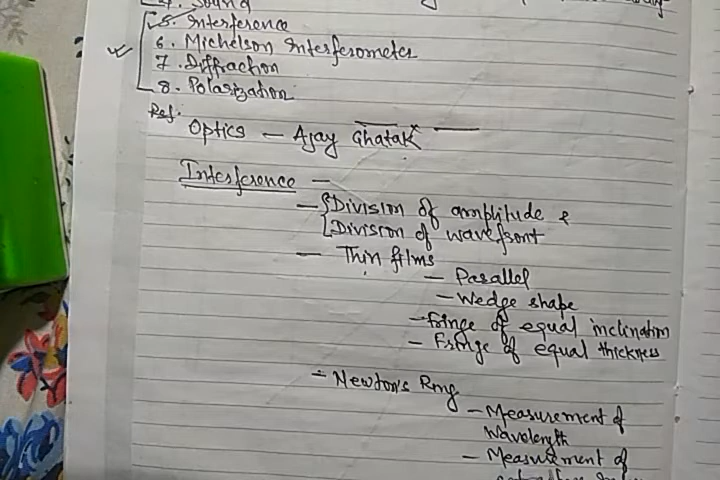 4. Sound
5. Interference
6. Michelson Interferometer
7. Diffraction
8. Polarization
Ref:
Optics - Ajay Ghatak
Interference -
- Division of amplitude &
Division of wavefront
- Thin films
- Parallel
- Wedge shape
- Fringe of equal inclination
- Fringe of equal thickness
- Newton's Ring
- Measurement of
Wavelength
- Measurement of